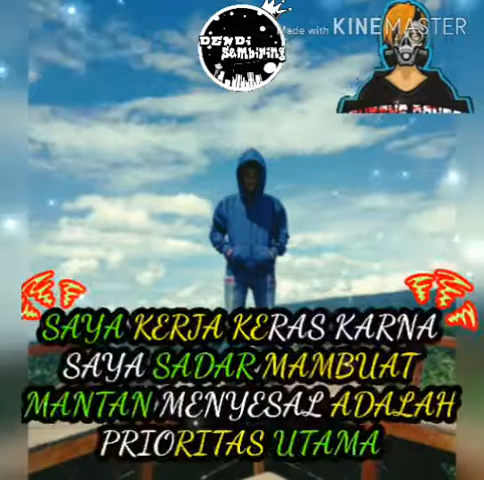 DENDi
Sembiring
Made with KINEMASTER
SAYA KERJA KERAS KARNA
SAYA SADAR MAMBUAT
MANTAN MENYESAL ADALAH
PRIORITAS UTAMA